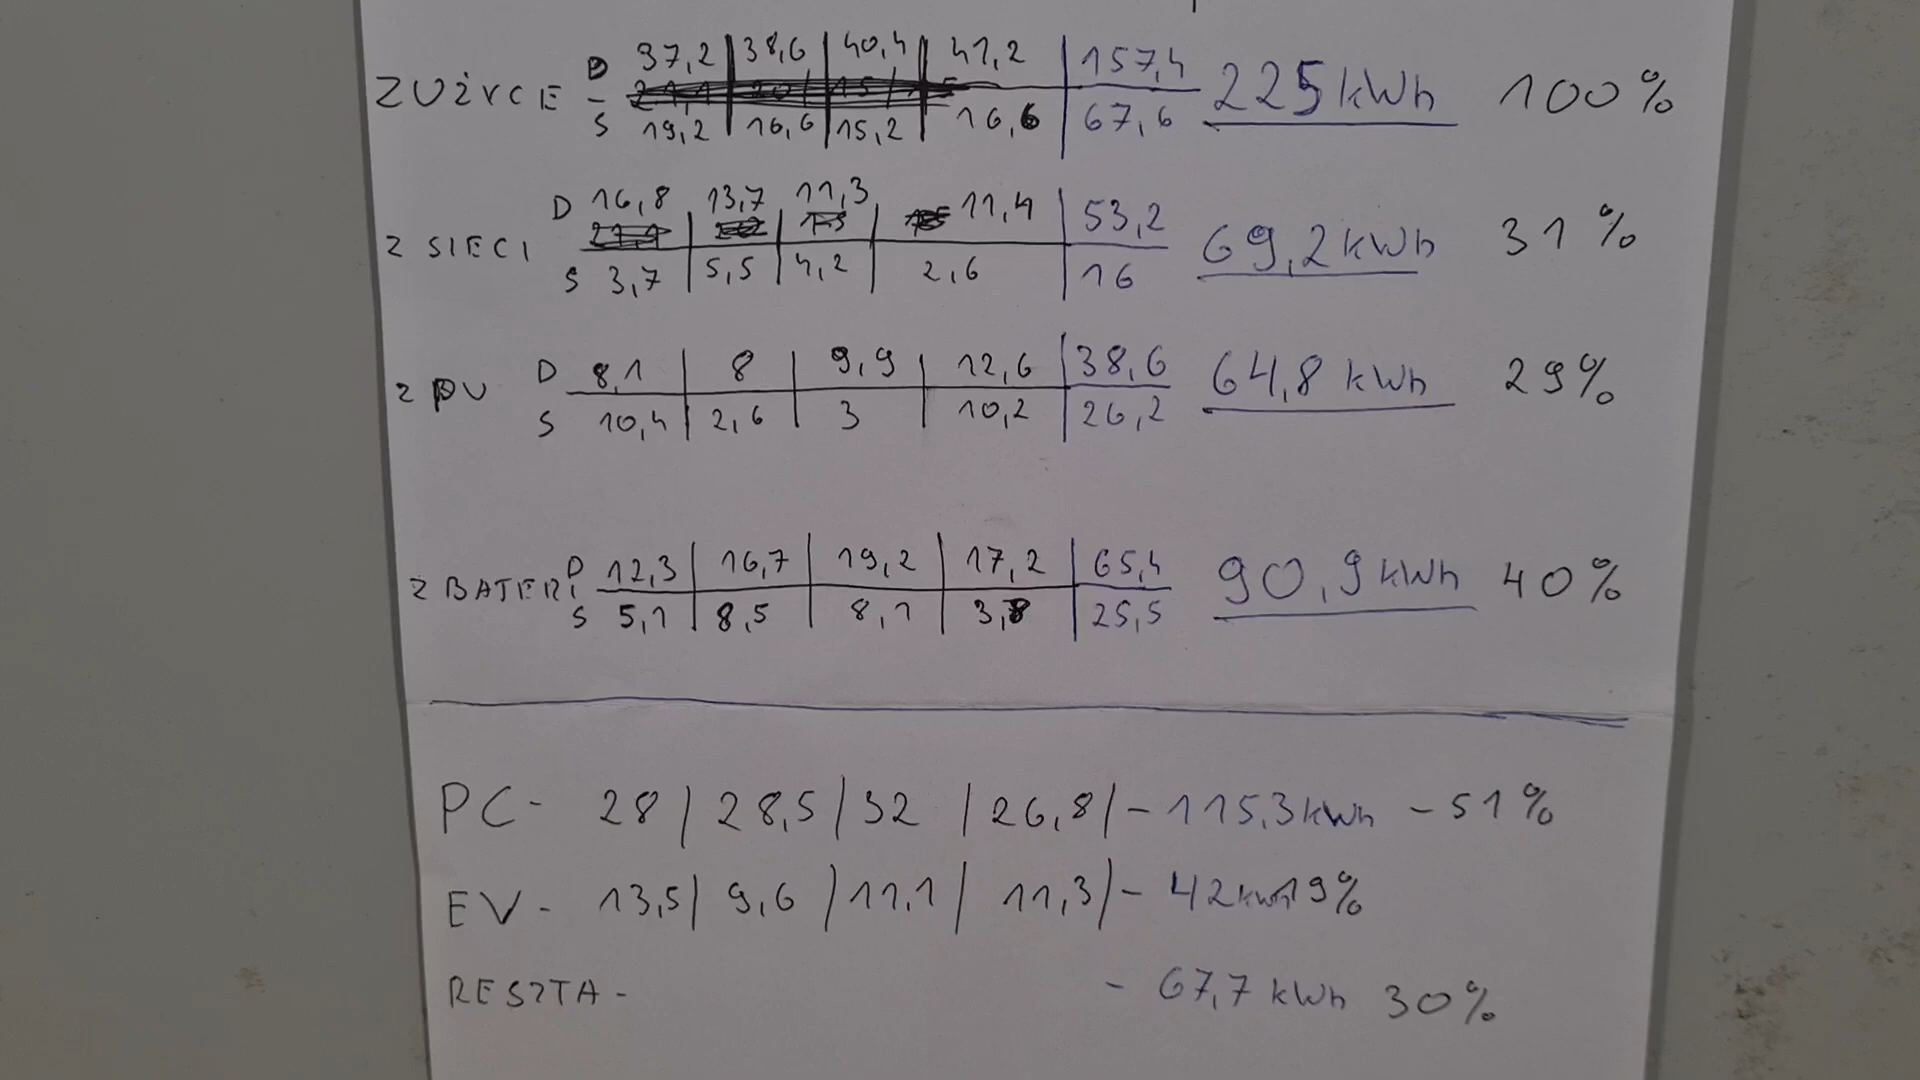 D 37,2 | 38,6 | 40,4 | 41,2 | 157,4
ZUŻYCE 225 kWh 100%
S 19,2 | 16,6 | 15,2 | 16,6 | 67,6
D 16,8 | 13,7 | 11,3 | 11,4 | 53,2
Z SIECI 69,2 kWh 31%
S 3,7 | 5,5 | 4,2 | 2,6 | 16
D 8,1 | 8 | 9,9 | 12,6 | 38,6
Z PV 64,8 kWh 29%
S 10,4 | 2,6 | 3 | 10,2 | 26,2
D 12,3 | 16,7 | 19,2 | 17,2 | 65,4
Z BATERI 90,9 kWh 40%
S 5,1 | 8,5 | 8,1 | 3,8 | 25,5
PC - 28 / 28,5 / 32 / 26,8 / - 115,3 kWh - 51%
EV - 13,5 / 9,6 / 11,1 / 11,3 / - 42 kWh 19%
RESZTA - - 67,7 kWh 30%